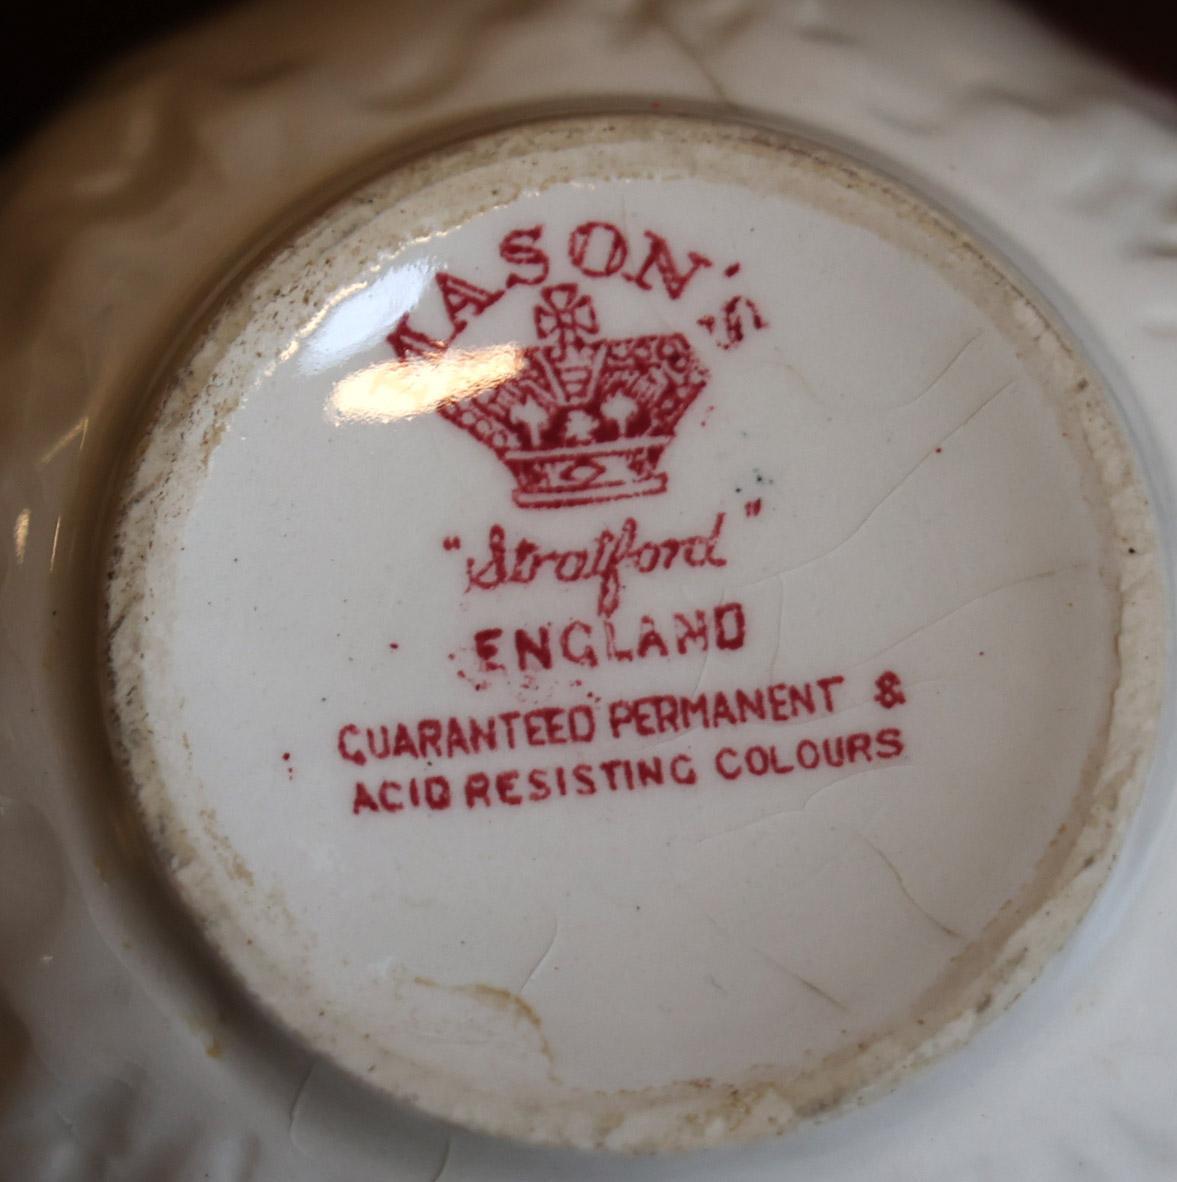 MASON'S
"Stratford"
ENGLAND
GUARANTEED PERMANENT &
ACID RESISTING COLOURS